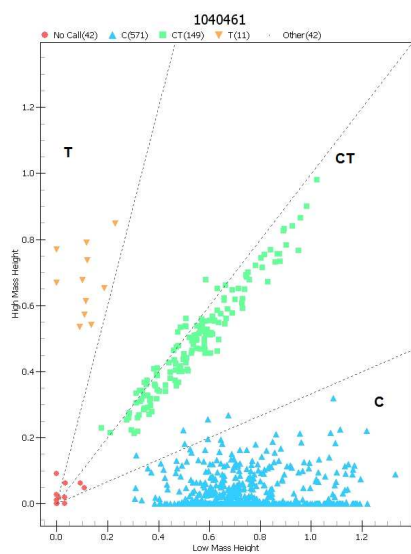 1040461
No Call(42) C(571) CT(149) T(11) Other(42)
T
CT
C
High Mass Height
1.2
1.0
0.8
0.6
0.4
0.2
0.0
0.0 0.2 0.4 0.6 0.8 1.0 1.2
Low Mass Height